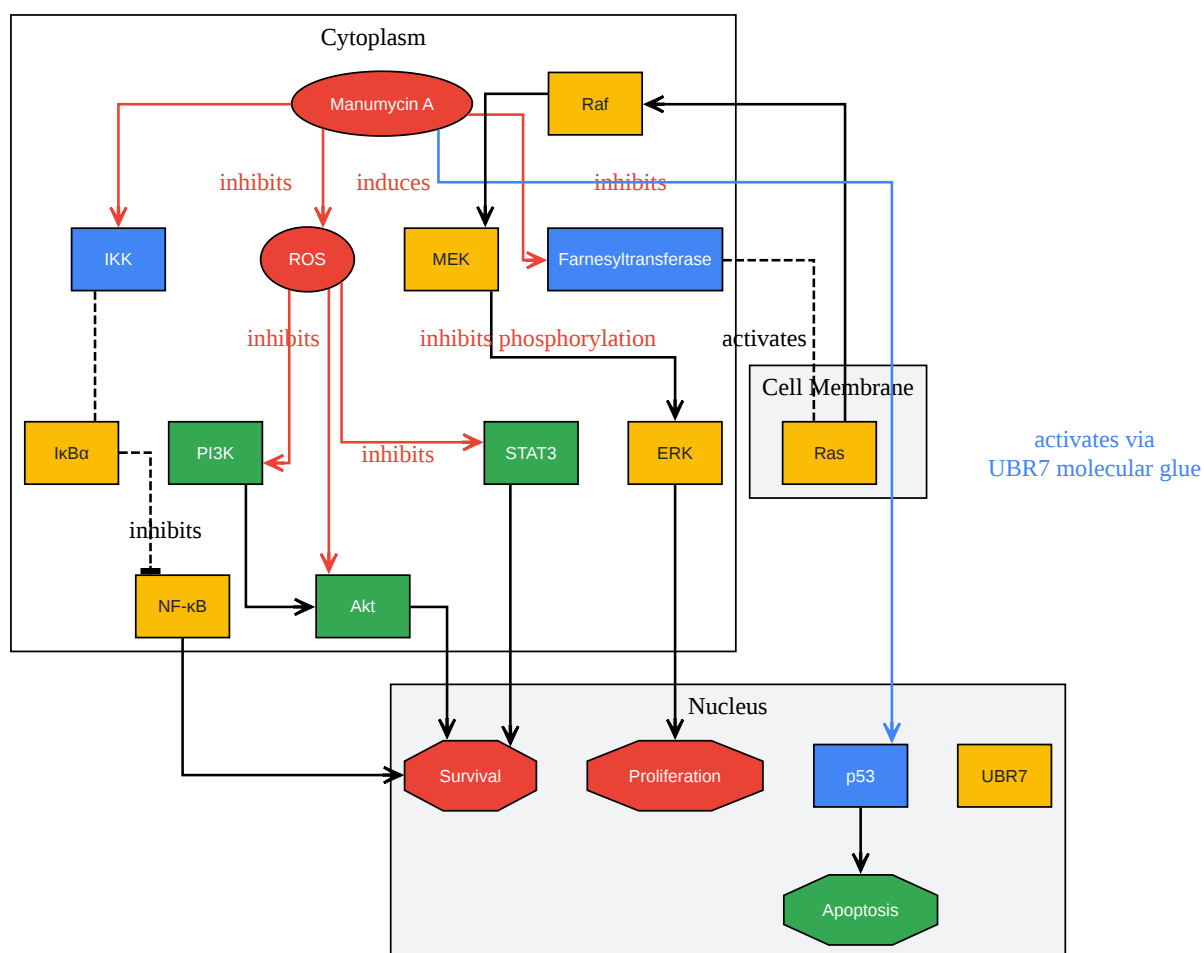 Cytoplasm
Manumycin A
Raf
inhibits
induces
inhibits
IKK
ROS
MEK
Farnesyltransferase
inhibits
inhibits phosphorylation
activates
Cell Membrane
IκBα
PI3K
inhibits
STAT3
ERK
Ras
activates via
UBR7 molecular glue
inhibits
NF-κB
Akt
Nucleus
Survival
Proliferation
p53
UBR7
Apoptosis